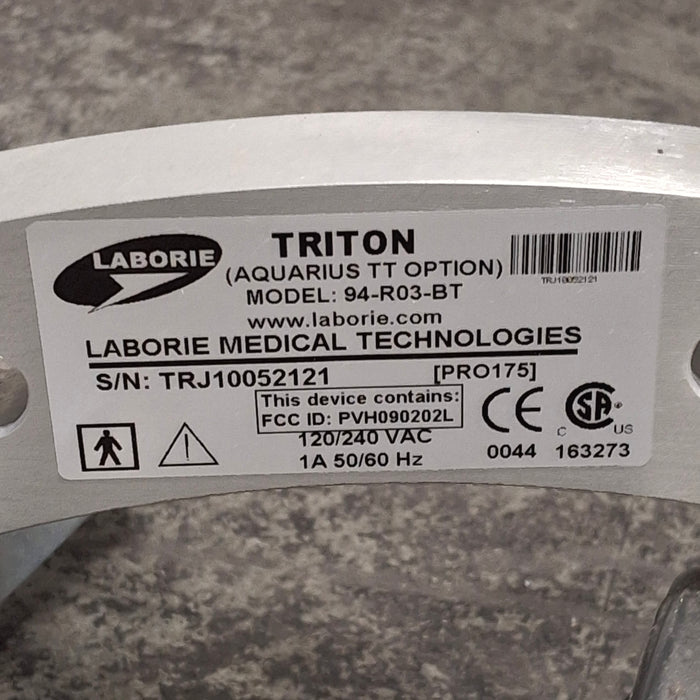 LABORIE
TRITON
(AQUARIUS TT OPTION)
MODEL: 94-R03-BT
TRJ10052121
www.laborie.com
LABORIE MEDICAL TECHNOLOGIES
S/N: TRJ10052121 [PRO175]
This device contains:
FCC ID: PVH090202L
120/240 VAC
1A 50/60 Hz
CE
0044
SA
C US
163273